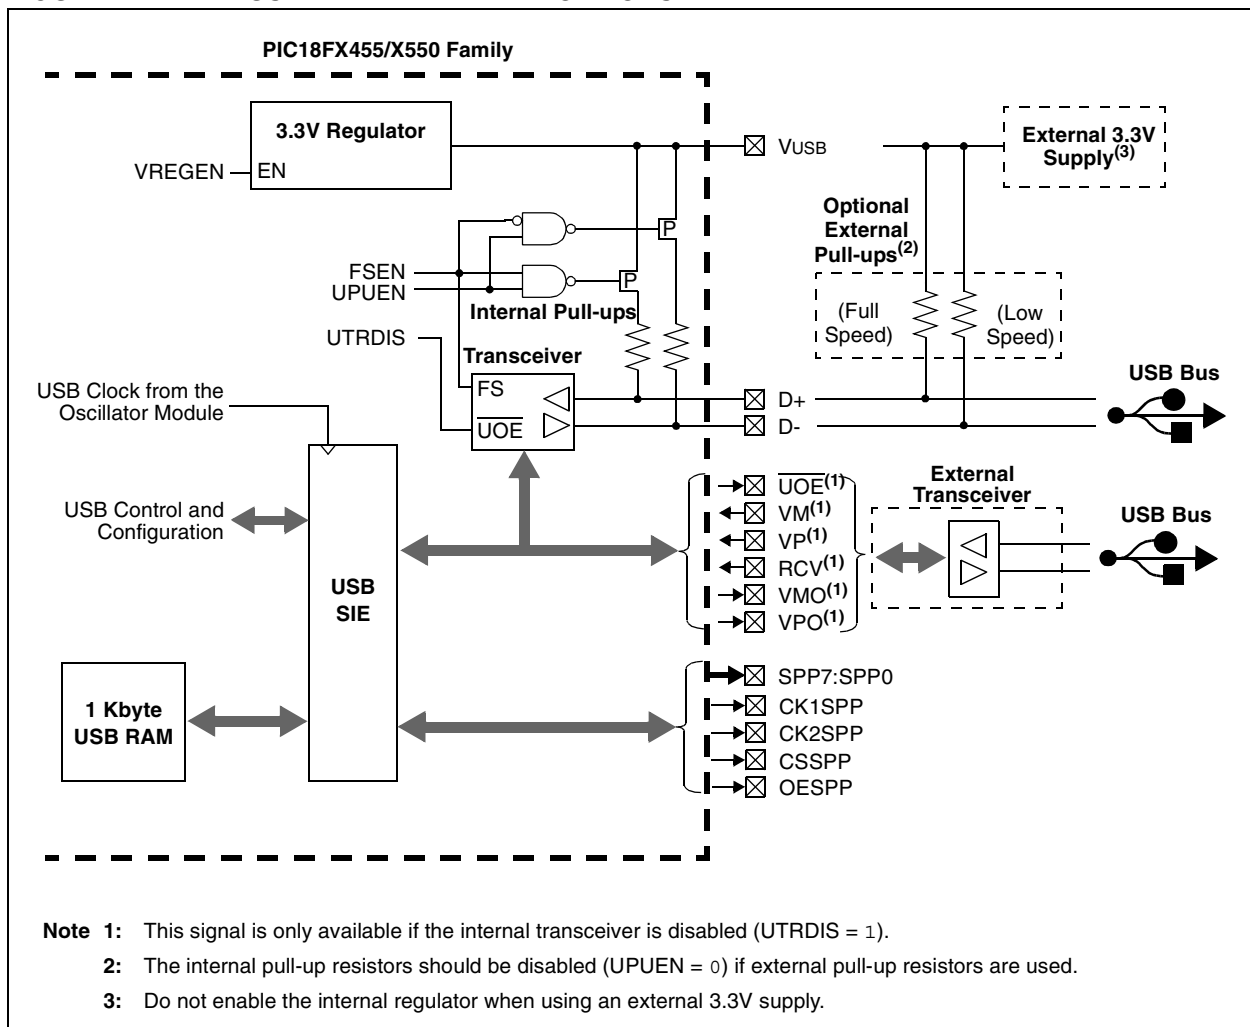 PIC18FX455/X550 Family
3.3V Regulator
EN
VREGEN
VUSB
External 3.3V
Supply(3)
Optional
External
Pull-ups(2)
P
P
FSEN
UPUEN
Internal Pull-ups
(Full
Speed)
(Low
Speed)
UTRDIS
Transceiver
FS
UOE
USB Clock from the
Oscillator Module
D+
D-
USB Bus
USB Control and
Configuration
UOE(1)
VM(1)
VP(1)
RCV(1)
VMO(1)
VPO(1)
External
Transceiver
USB Bus
USB
SIE
1 Kbyte
USB RAM
SPP7:SPP0
CK1SPP
CK2SPP
CSSPP
OESPP
Note 1: This signal is only available if the internal transceiver is disabled (UTRDIS = 1).
2: The internal pull-up resistors should be disabled (UPUEN = 0) if external pull-up resistors are used.
3: Do not enable the internal regulator when using an external 3.3V supply.